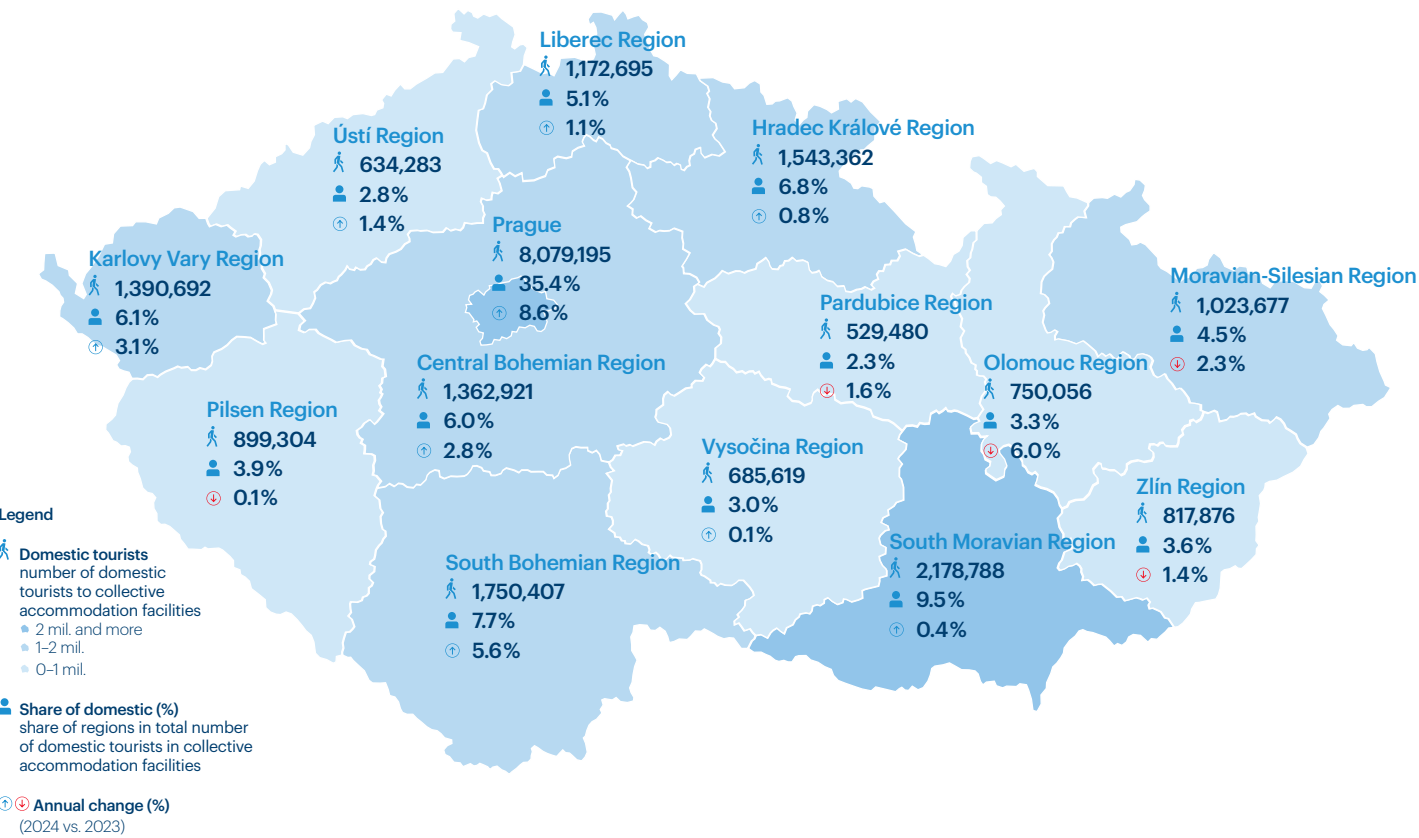 Liberec Region
1,172,695
5.1%
1.1%
Ústí Region
634,283
2.8%
1.4%
Hradec Králové Region
1,543,362
6.8%
0.8%
Prague
8,079,195
35.4%
8.6%
Karlovy Vary Region
1,390,692
6.1%
3.1%
Moravian-Silesian Region
1,023,677
4.5%
2.3%
Pardubice Region
529,480
2.3%
1.6%
Central Bohemian Region
1,362,921
6.0%
2.8%
Olomouc Region
750,056
3.3%
6.0%
Pilsen Region
899,304
3.9%
0.1%
Vysočina Region
685,619
3.0%
0.1%
Zlín Region
817,876
3.6%
1.4%
South Moravian Region
2,178,788
9.5%
0.4%
South Bohemian Region
1,750,407
7.7%
5.6%
Legend
Domestic tourists
number of domestic
tourists to collective
accommodation facilities
2 mil. and more
1–2 mil.
0–1 mil.
Share of domestic (%)
share of regions in total number
of domestic tourists in collective
accommodation facilities
Annual change (%)
(2024 vs. 2023)